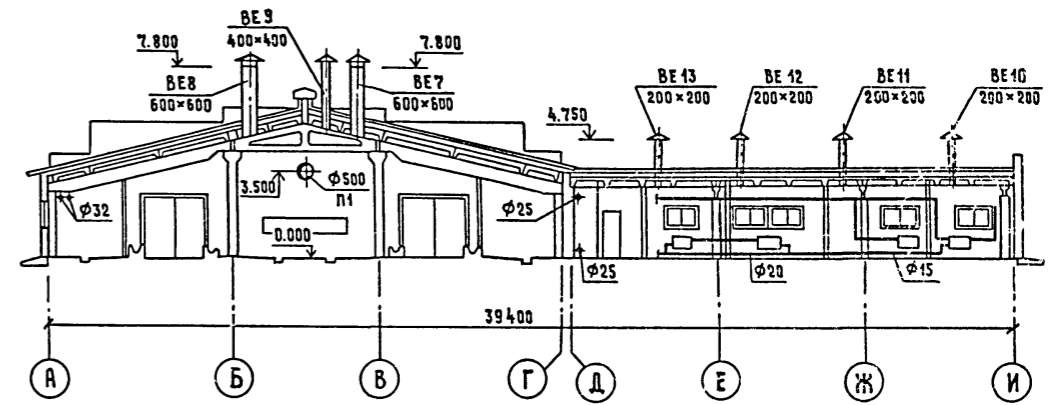 ВЕ9
400×400
7.800
7.800
ВЕ8
600×600
ВЕ7
600×600
ВЕ13
200×200
ВЕ12
200×200
ВЕ11
200×200
ВЕ10
200×200
4.750
3.500
Ф500
П1
Ф32
Ф25
0.000
Ф25
Ф20
Ф15
39400
А
Б
В
Г
Д
Е
Ж
И